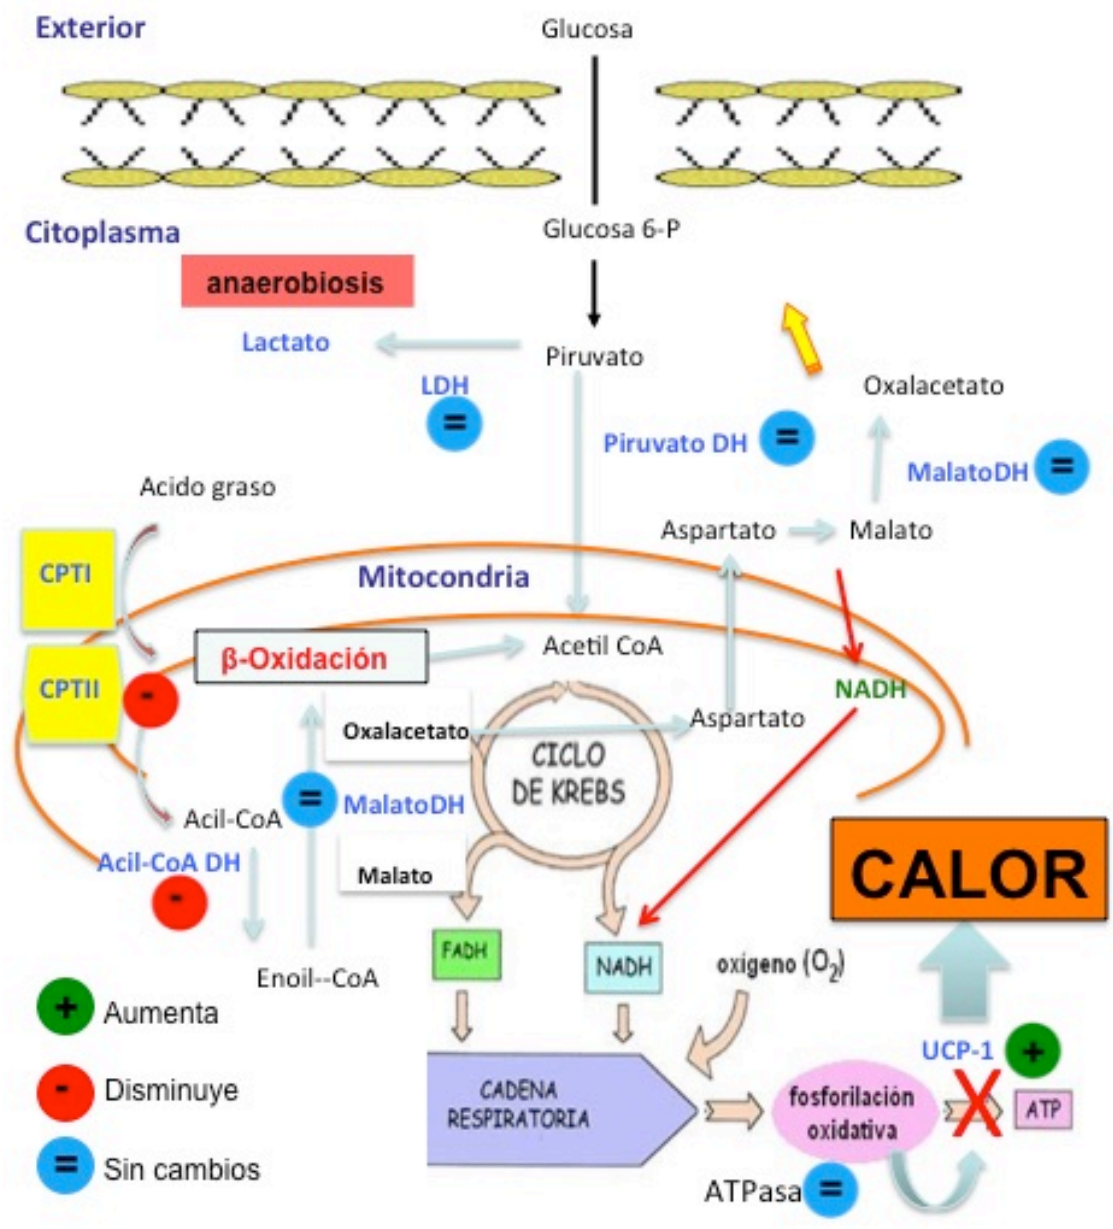 Exterior
Glucosa
Citoplasma
Glucosa 6-P
anaerobiosis
Lactato
Piruvato
LDH
=
Oxalacetato
Piruvato DH
=
MalatoDH
=
Acido graso
Aspartato
Malato
CPTI
Mitocondria
β-Oxidación
Acetil CoA
CPTII
-
NADH
Oxalacetato
Aspartato
CICLO
DE KREBS
=
MalatoDH
Acil-CoA
Acil-CoA DH
-
Malato
CALOR
FADH
NADH
oxígeno (O2)
Enoil--CoA
+
Aumenta
UCP-1
+
-
Disminuye
CADENA
RESPIRATORIA
fosforilación
oxidativa
X
ATP
=
Sin cambios
ATPasa
=